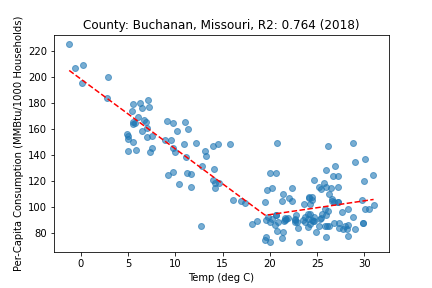 County: Buchanan, Missouri, R2: 0.764 (2018)
Per-Capita Consumption (MMBtu/1000 Households)
220
200
180
160
140
120
100
80
0 5 10 15 20 25 30
Temp (deg C)